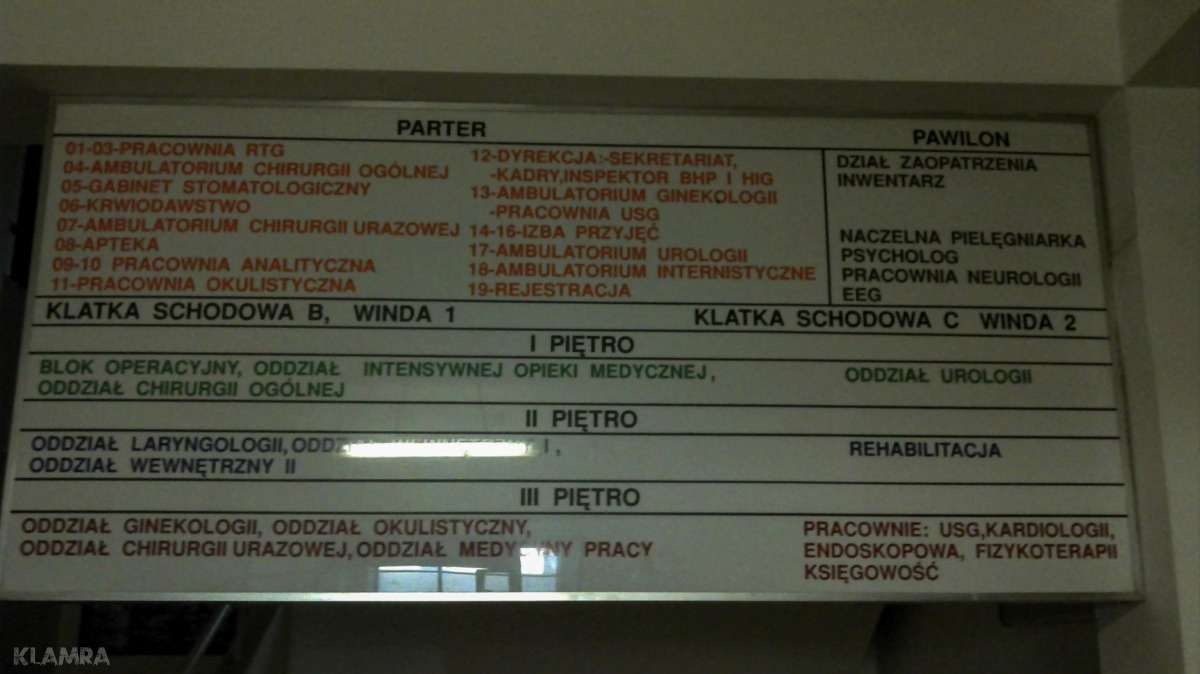 PARTER
01-03-PRACOWNIA RTG
04-AMBULATORIUM CHIRURGII OGÓLNEJ
05-GABINET STOMATOLOGICZNY
06-KRWIODAWSTWO
07-AMBULATORIUM CHIRURGII URAZOWEJ
08-APTEKA
09-10 PRACOWNIA ANALITYCZNA
11-PRACOWNIA OKULISTYCZNA
12-DYREKCJA:-SEKRETARIAT,
-KADRY,INSPEKTOR BHP I HIG
13-AMBULATORIUM GINEKOLOGII
-PRACOWNIA USG
14-16-IZBA PRZYJĘĆ
17-AMBULATORIUM UROLOGII
18-AMBULATORIUM INTERNISTYCZNE
19-REJESTRACJA
PAWILON
DZIAŁ ZAOPATRZENIA
INWENTARZ
NACZELNA PIELĘGNIARKA
PSYCHOLOG
PRACOWNIA NEUROLOGII
EEG
KLATKA SCHODOWA B, WINDA 1
KLATKA SCHODOWA C WINDA 2
I PIĘTRO
BLOK OPERACYJNY, ODDZIAŁ INTENSYWNEJ OPIEKI MEDYCZNEJ,
ODDZIAŁ CHIRURGII OGÓLNEJ
ODDZIAŁ UROLOGII
II PIĘTRO
ODDZIAŁ LARYNGOLOGII, ODDZIAŁ WEWNĘTRZNY I,
ODDZIAŁ WEWNĘTRZNY II
REHABILITACJA
III PIĘTRO
ODDZIAŁ GINEKOLOGII, ODDZIAŁ OKULISTYCZNY,
ODDZIAŁ CHIRURGII URAZOWEJ, ODDZIAŁ MEDYCYNY PRACY
PRACOWNIE: USG,KARDIOLOGII,
ENDOSKOPOWA, FIZYKOTERAPII
KSIĘGOWOŚĆ
KLAMRA